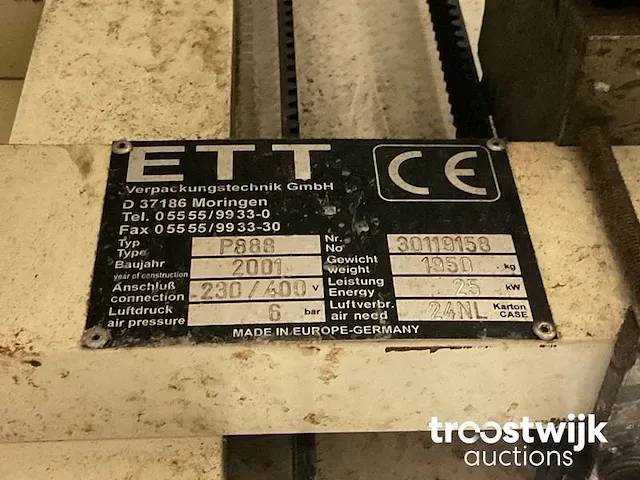 ETT CE
Verpackungstechnik GmbH
D 37186 Moringen
Tel. 05555/9933-0
Fax 05555/9933-30
Typ
Type P888 Nr.
No 30119158
Baujahr
year of construction 2001 Gewicht
weight 1950 kg
Anschluß
connection 230/400 v Leistung
Energy 25 kW
Luftdruck
air pressure 6 bar Luftverbr.
air need 24NL Karton
CASE
MADE IN EUROPE-GERMANY
troostwijk
auctions